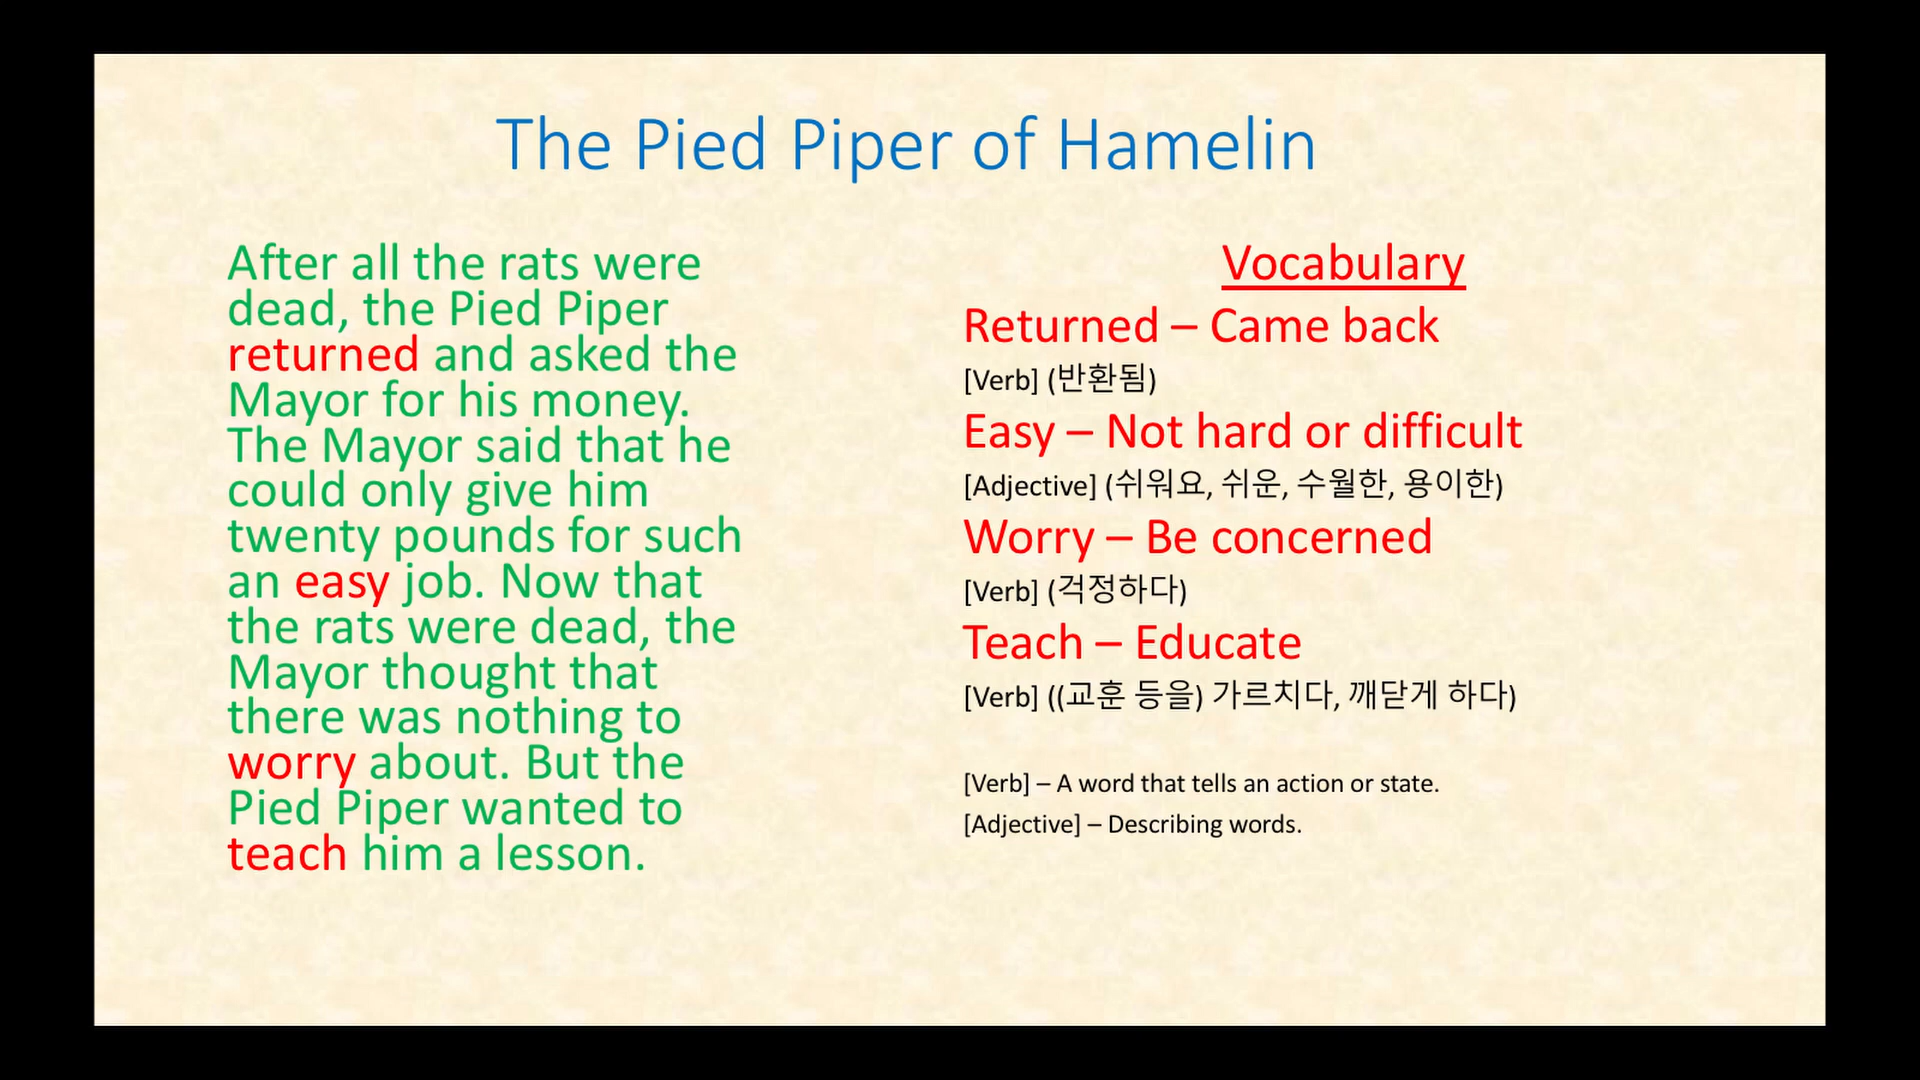 The Pied Piper of Hamelin
After all the rats were
dead, the Pied Piper
returned and asked the
Mayor for his money.
The Mayor said that he
could only give him
twenty pounds for such
an easy job. Now that
the rats were dead, the
Mayor thought that
there was nothing to
worry about. But the
Pied Piper wanted to
teach him a lesson.
Vocabulary
Returned – Came back
[Verb] (반환됨)
Easy – Not hard or difficult
[Adjective] (쉬워요, 쉬운, 수월한, 용이한)
Worry – Be concerned
[Verb] (걱정하다)
Teach – Educate
[Verb] ((교훈 등을) 가르치다, 깨닫게 하다)
[Verb] – A word that tells an action or state.
[Adjective] – Describing words.